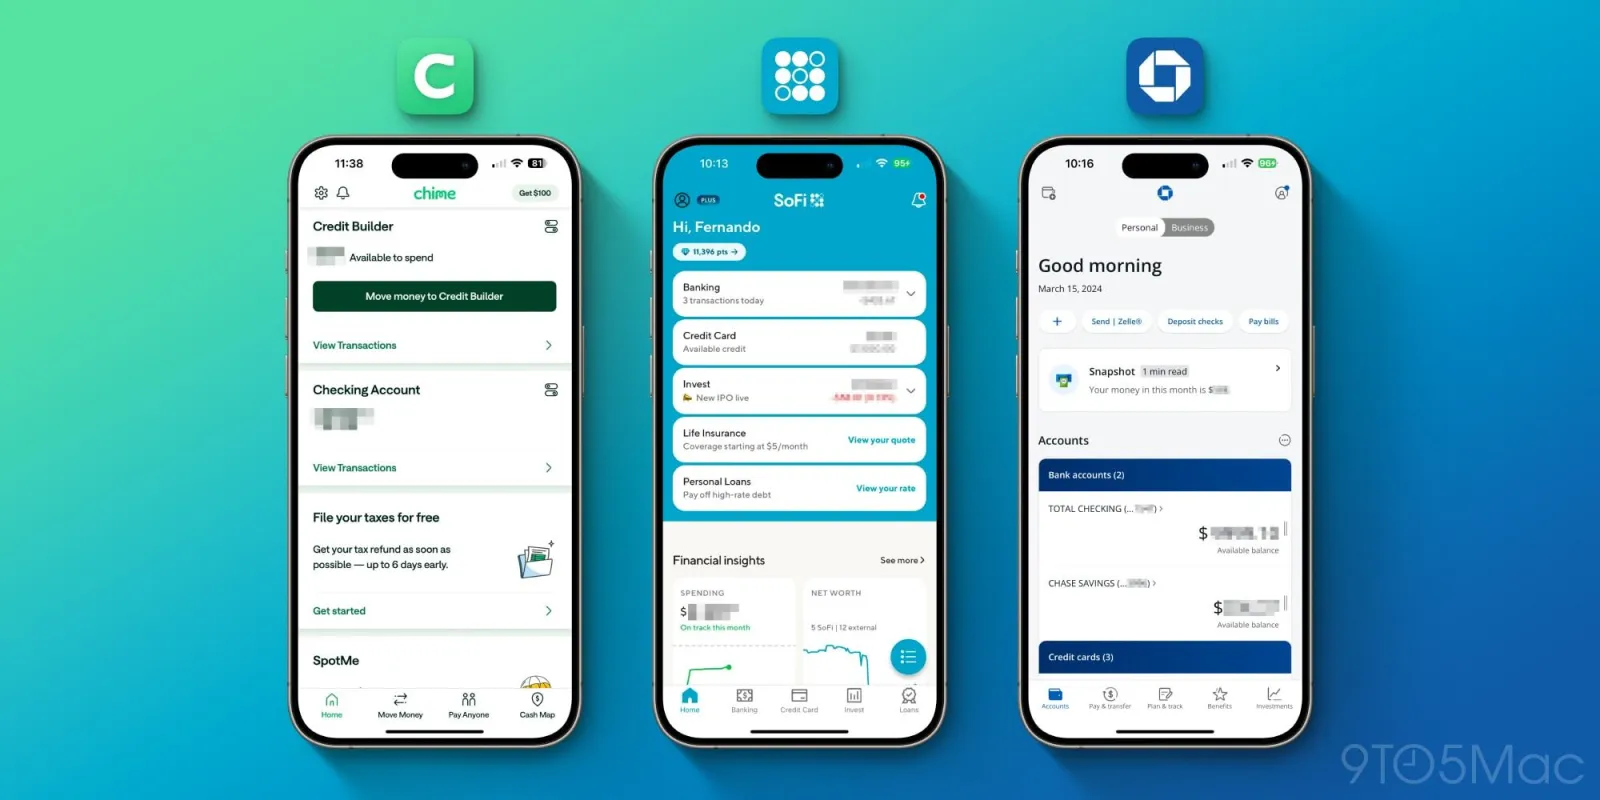 C
11:38
81
chime
Get $100
Credit Builder
Available to spend
Move money to Credit Builder
View Transactions
Checking Account
View Transactions
File your taxes for free
Get your tax refund as soon as
possible — up to 6 days early.
Get started
SpotMe
Home
Move Money
Pay Anyone
Cash Map
10:13
95+
PLUS
SoFi
Hi, Fernando
11,396 pts →
Banking
3 transactions today
Credit Card
Available credit
Invest
New IPO live
Life Insurance
Coverage starting at $5/month
View your quote
Personal Loans
Pay off high-rate debt
View your rate
Financial insights
See more
SPENDING
$
On track this month
NET WORTH
5 SoFi | 12 external
Home
Banking
Credit Card
Invest
Loans
10:16
96+
Personal
Business
Good morning
March 15, 2024
+
Send | Zelle®
Deposit checks
Pay bills
Snapshot 1 min read
Your money in this month is $
Accounts
Bank accounts (2)
TOTAL CHECKING (... )
$
Available balance
CHASE SAVINGS (... )
$
Available balance
Credit cards (3)
Accounts
Pay & transfer
Plan & track
Benefits
Investments
9TO5Mac